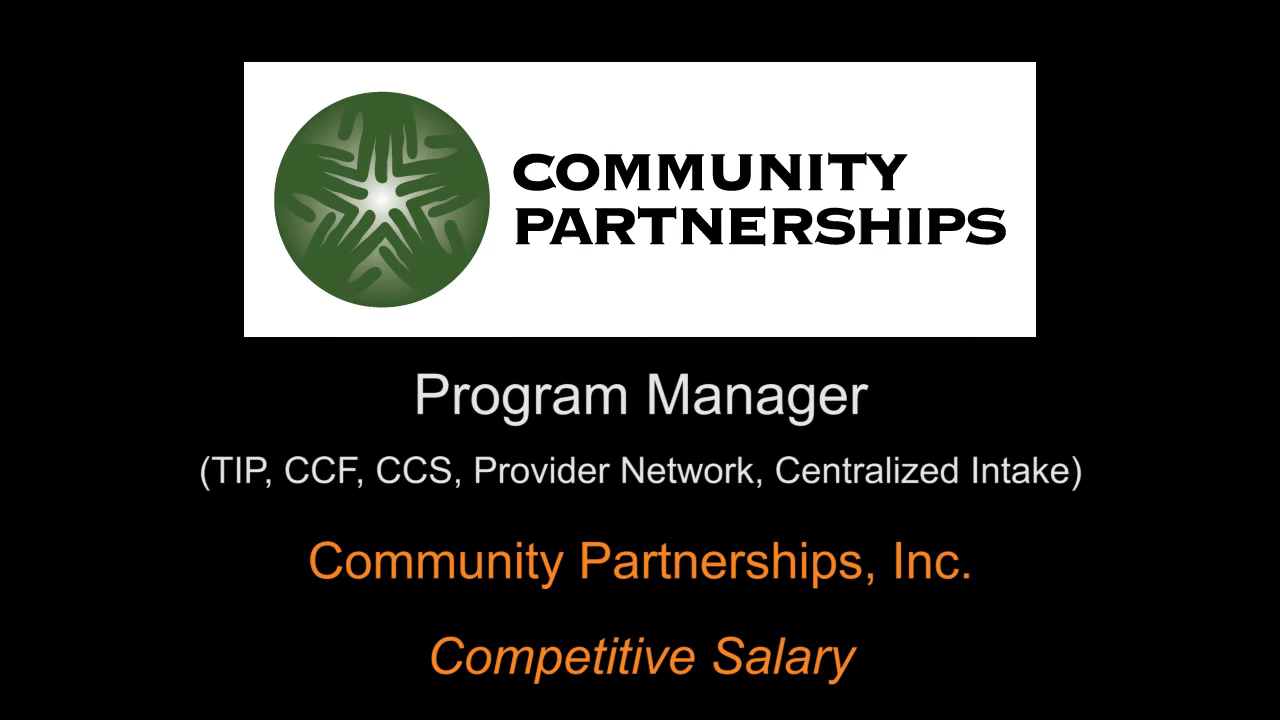 COMMUNITY
PARTNERSHIPS
Program Manager
(TIP, CCF, CCS, Provider Network, Centralized Intake)
Community Partnerships, Inc.
Competitive Salary